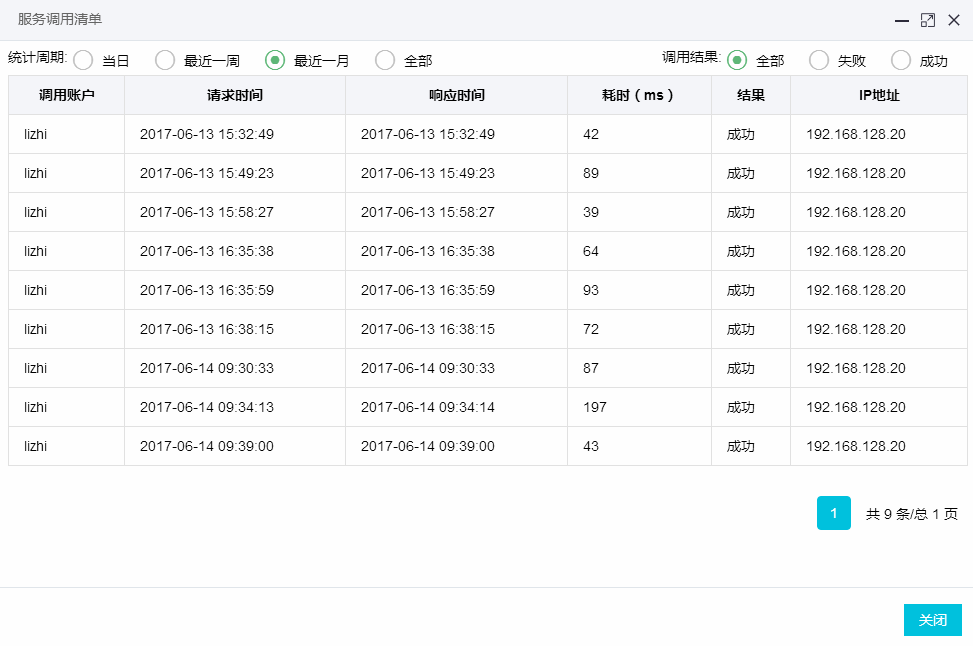 服务调用清单
统计周期: 当日 最近一周 最近一月 全部 调用结果: 全部 失败 成功
调用账户 请求时间 响应时间 耗时（ms） 结果 IP地址
lizhi 2017-06-13 15:32:49 2017-06-13 15:32:49 42 成功 192.168.128.20
lizhi 2017-06-13 15:49:23 2017-06-13 15:49:23 89 成功 192.168.128.20
lizhi 2017-06-13 15:58:27 2017-06-13 15:58:27 39 成功 192.168.128.20
lizhi 2017-06-13 16:35:38 2017-06-13 16:35:38 64 成功 192.168.128.20
lizhi 2017-06-13 16:35:59 2017-06-13 16:35:59 93 成功 192.168.128.20
lizhi 2017-06-13 16:38:15 2017-06-13 16:38:15 72 成功 192.168.128.20
lizhi 2017-06-14 09:30:33 2017-06-14 09:30:33 87 成功 192.168.128.20
lizhi 2017-06-14 09:34:13 2017-06-14 09:34:14 197 成功 192.168.128.20
lizhi 2017-06-14 09:39:00 2017-06-14 09:39:00 43 成功 192.168.128.20
1 共 9 条/总 1 页
关闭